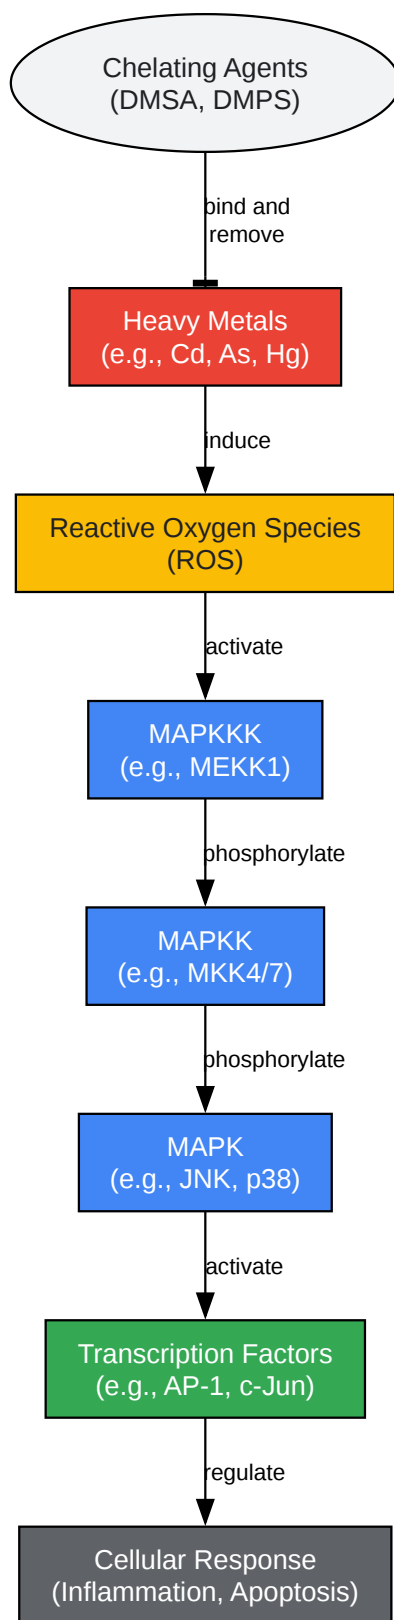 Chelating Agents
(DMSA, DMPS)
bind and
remove
Heavy Metals
(e.g., Cd, As, Hg)
induce
Reactive Oxygen Species
(ROS)
activate
MAPKKK
(e.g., MEKK1)
phosphorylate
MAPKK
(e.g., MKK4/7)
phosphorylate
MAPK
(e.g., JNK, p38)
activate
Transcription Factors
(e.g., AP-1, c-Jun)
regulate
Cellular Response
(Inflammation, Apoptosis)